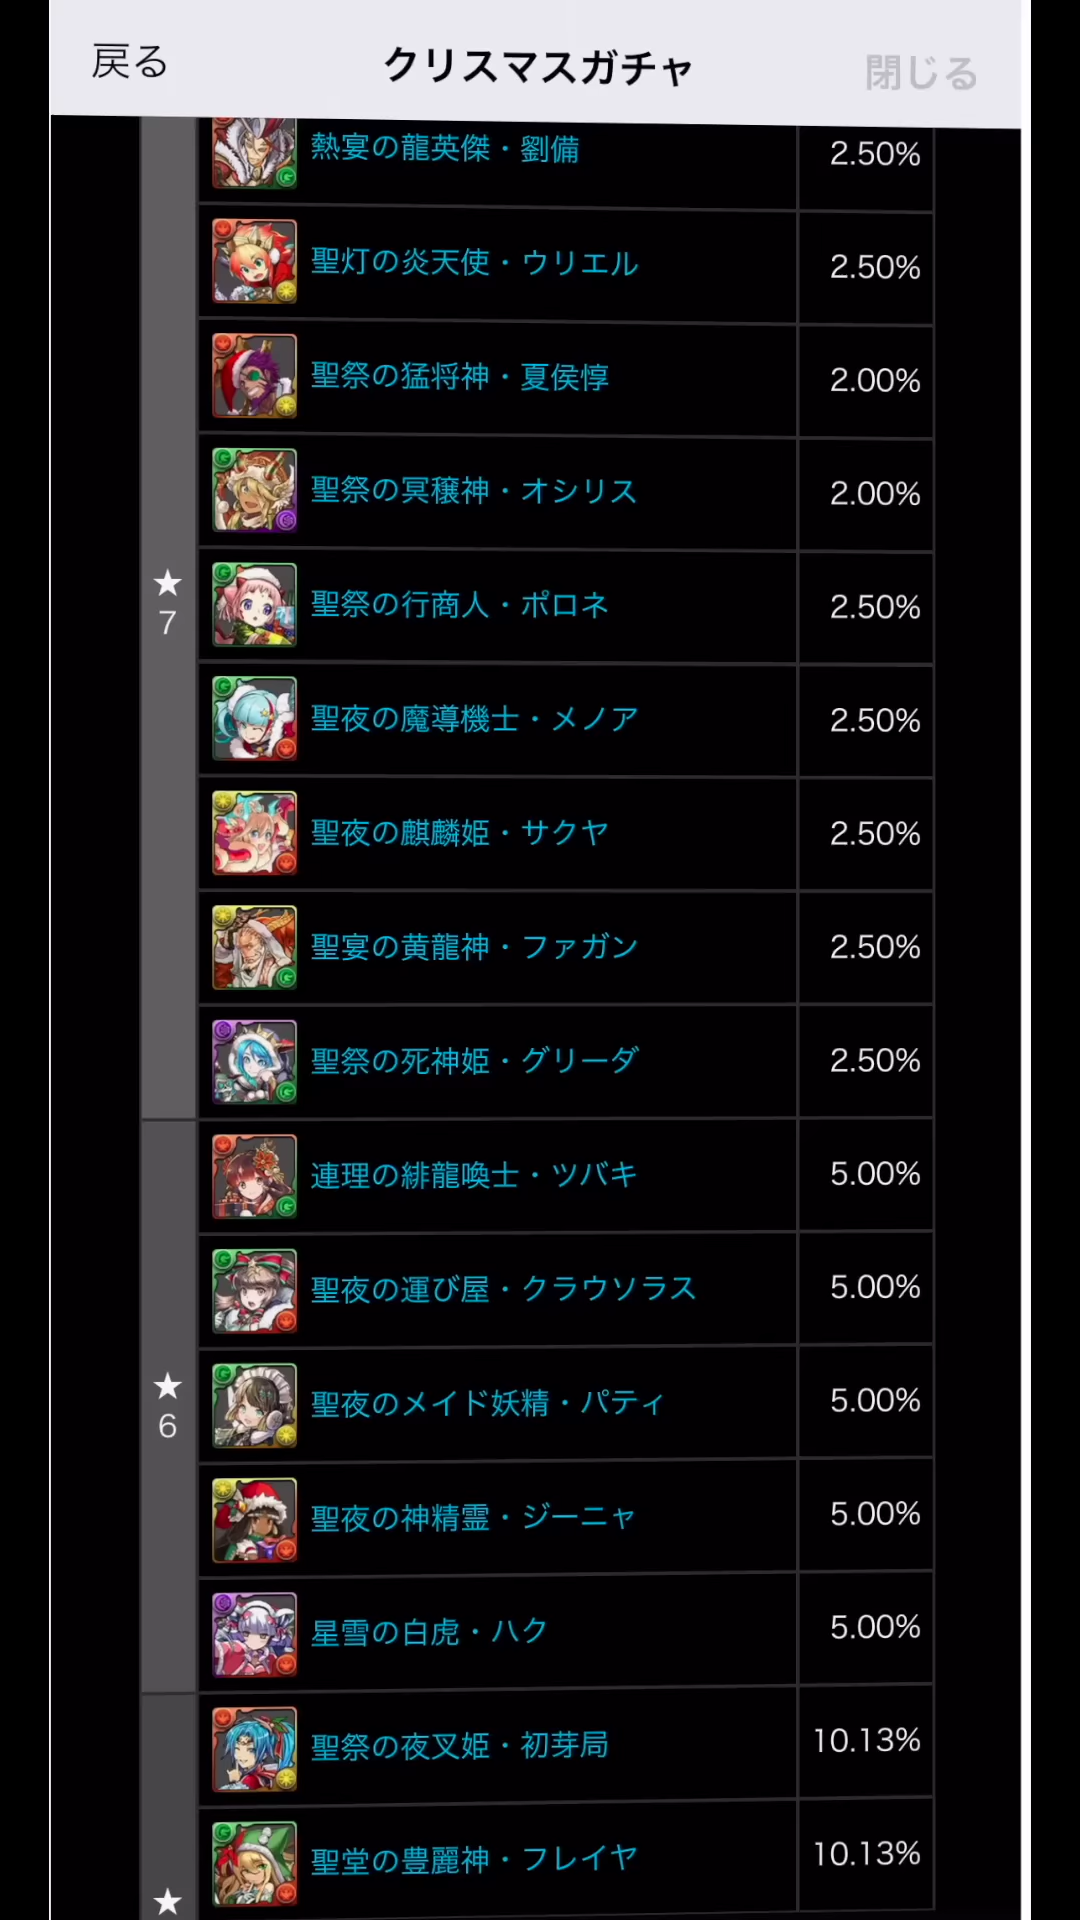 戻る クリスマスガチャ 閉じる
熱宴の龍英傑・劉備 2.50%
聖灯の炎天使・ウリエル 2.50%
聖祭の猛将神・夏侯惇 2.00%
聖祭の冥穣神・オシリス 2.00%
★7
聖祭の行商人・ポロネ 2.50%
聖夜の魔導機士・メノア 2.50%
聖夜の麒麟姫・サクヤ 2.50%
聖宴の黄龍神・ファガン 2.50%
聖祭の死神姫・グリーダ 2.50%
連理の緋龍喚士・ツバキ 5.00%
聖夜の運び屋・クラウソラス 5.00%
★6
聖夜のメイド妖精・パティ 5.00%
聖夜の神精霊・ジーニャ 5.00%
星雪の白虎・ハク 5.00%
聖祭の夜叉姫・初芽局 10.13%
聖堂の豊麗神・フレイヤ 10.13%
★